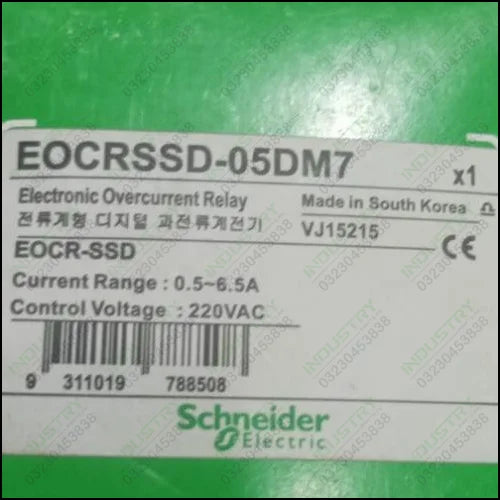 EOCRSSD-05DM7 x1
Electronic Overcurrent Relay Made in South Korea
전류계형 디지털 과전류계전기 VJ15215
EOCR-SSD CE
Current Range : 0.5~6.5A
Control Voltage : 220VAC
9 311019 788508
Schneider
Electric
INDUSTRY
03230453838